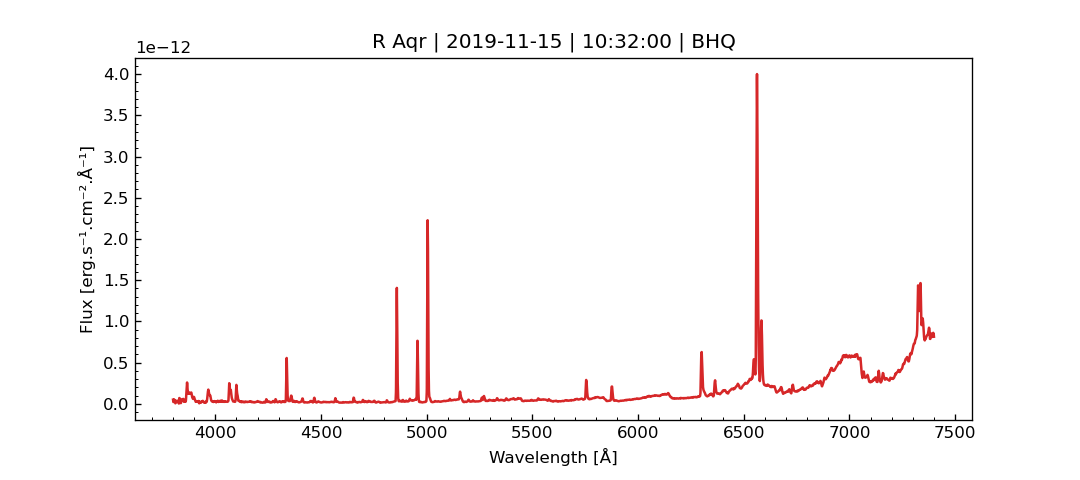 R Aqr | 2019-11-15 | 10:32:00 | BHQ
1e−12
4.0
3.5
3.0
2.5
2.0
1.5
1.0
0.5
0.0
Flux [erg.s⁻¹.cm⁻².Å⁻¹]
4000 4500 5000 5500 6000 6500 7000 7500
Wavelength [Å]